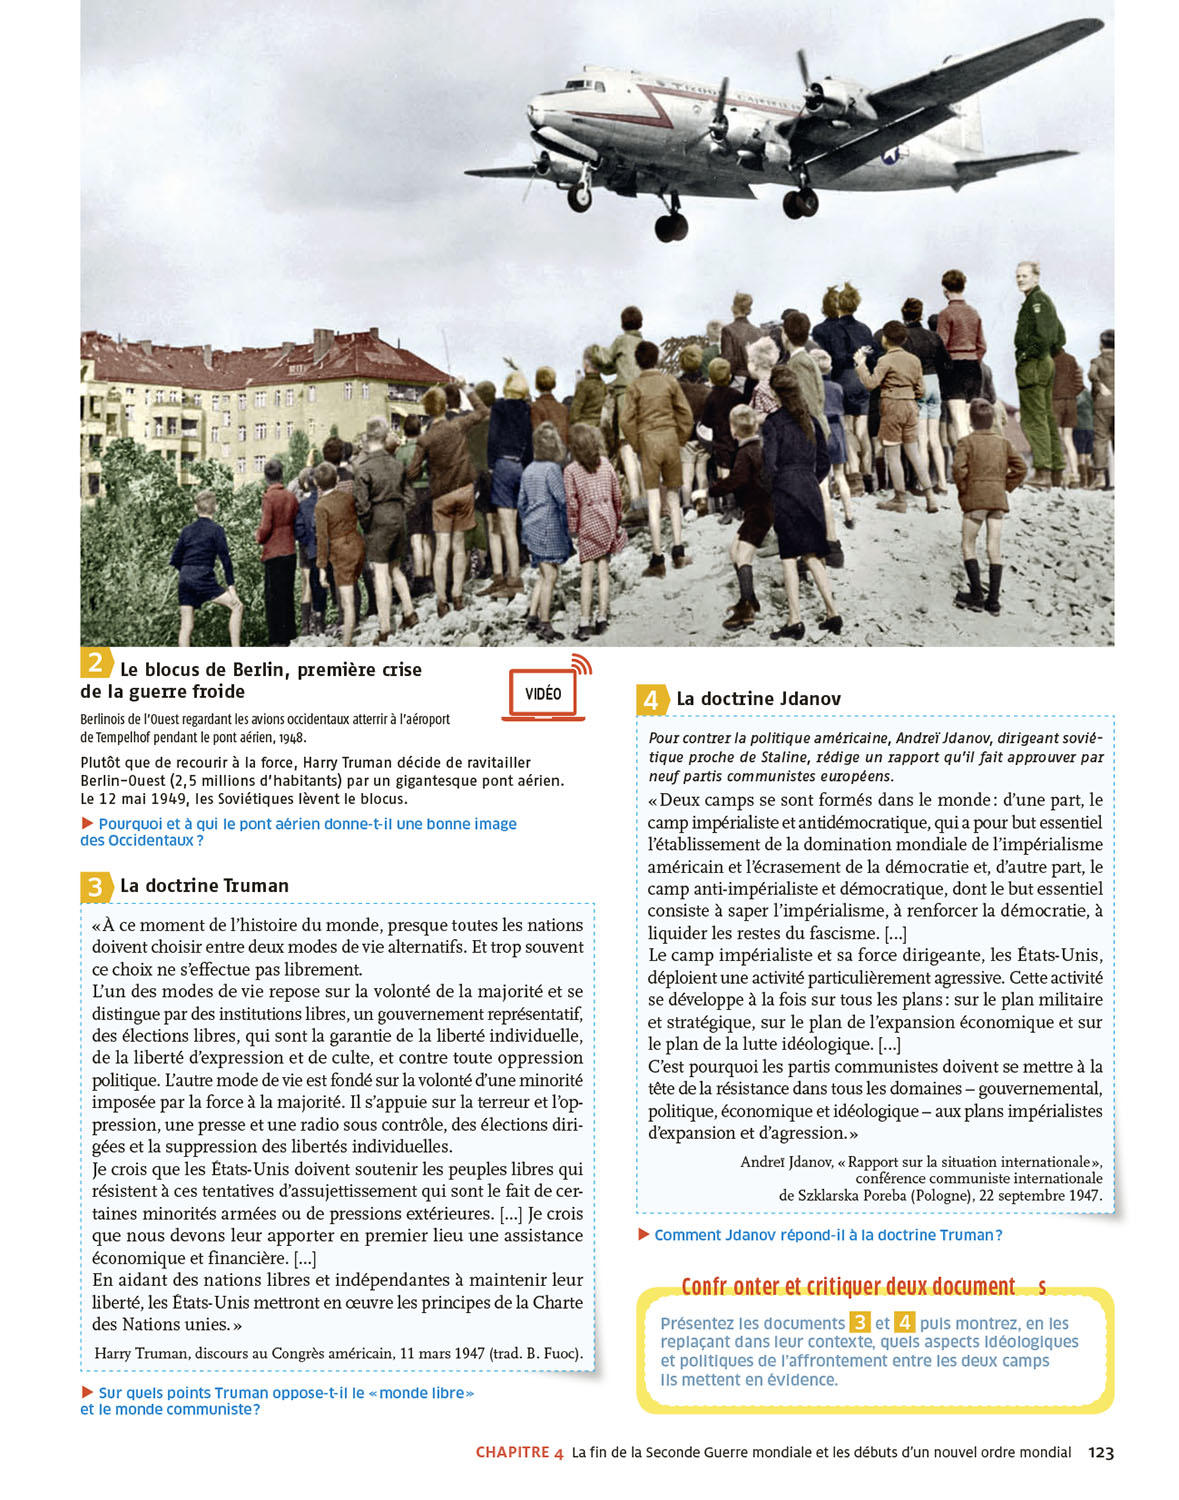 2 Le blocus de Berlin, première crise
de la guerre froide
VIDÉO
Berlinois de l'Ouest regardant les avions occidentaux atterrir à l'aéroport
de Tempelhof pendant le pont aérien, 1948.
Plutôt que de recourir à la force, Harry Truman décide de ravitailler
Berlin-Ouest (2,5 millions d'habitants) par un gigantesque pont aérien.
Le 12 mai 1949, les Soviétiques lèvent le blocus.
▶ Pourquoi et à qui le pont aérien donne-t-il une bonne image
des Occidentaux ?
3 La doctrine Truman
« À ce moment de l'histoire du monde, presque toutes les nations
doivent choisir entre deux modes de vie alternatifs. Et trop souvent
ce choix ne s'effectue pas librement.
L'un des modes de vie repose sur la volonté de la majorité et se
distingue par des institutions libres, un gouvernement représentatif,
des élections libres, qui sont la garantie de la liberté individuelle,
de la liberté d'expression et de culte, et contre toute oppression
politique. L'autre mode de vie est fondé sur la volonté d'une minorité
imposée par la force à la majorité. Il s'appuie sur la terreur et l'op-
pression, une presse et une radio sous contrôle, des élections diri-
gées et la suppression des libertés individuelles.
Je crois que les États-Unis doivent soutenir les peuples libres qui
résistent à ces tentatives d'assujettissement qui sont le fait de cer-
taines minorités armées ou de pressions extérieures. [...] Je crois
que nous devons leur apporter en premier lieu une assistance
économique et financière. [...]
En aidant des nations libres et indépendantes à maintenir leur
liberté, les États-Unis mettront en œuvre les principes de la Charte
des Nations unies. »
Harry Truman, discours au Congrès américain, 11 mars 1947 (trad. B. Fuoc).
▶ Sur quels points Truman oppose-t-il le « monde libre »
et le monde communiste ?
4 La doctrine Jdanov
Pour contrer la politique américaine, Andreï Jdanov, dirigeant sovié-
tique proche de Staline, rédige un rapport qu'il fait approuver par
neuf partis communistes européens.
« Deux camps se sont formés dans le monde : d'une part, le
camp impérialiste et antidémocratique, qui a pour but essentiel
l'établissement de la domination mondiale de l'impérialisme
américain et l'écrasement de la démocratie et, d'autre part, le
camp anti-impérialiste et démocratique, dont le but essentiel
consiste à saper l'impérialisme, à renforcer la démocratie, à
liquider les restes du fascisme. [...]
Le camp impérialiste et sa force dirigeante, les États-Unis,
déploient une activité particulièrement agressive. Cette activité
se développe à la fois sur tous les plans : sur le plan militaire
et stratégique, sur le plan de l'expansion économique et sur
le plan de la lutte idéologique. [...]
C'est pourquoi les partis communistes doivent se mettre à la
tête de la résistance dans tous les domaines – gouvernemental,
politique, économique et idéologique – aux plans impérialistes
d'expansion et d'agression. »
Andreï Jdanov, « Rapport sur la situation internationale »,
conférence communiste internationale
de Szklarska Poreba (Pologne), 22 septembre 1947.
▶ Comment Jdanov répond-il à la doctrine Truman ?
Confr onter et critiquer deux document s
Présentez les documents 3 et 4 puis montrez, en les
replaçant dans leur contexte, quels aspects idéologiques
et politiques de l'affrontement entre les deux camps
ils mettent en évidence.
CHAPITRE 4 La fin de la Seconde Guerre mondiale et les débuts d'un nouvel ordre mondial 123